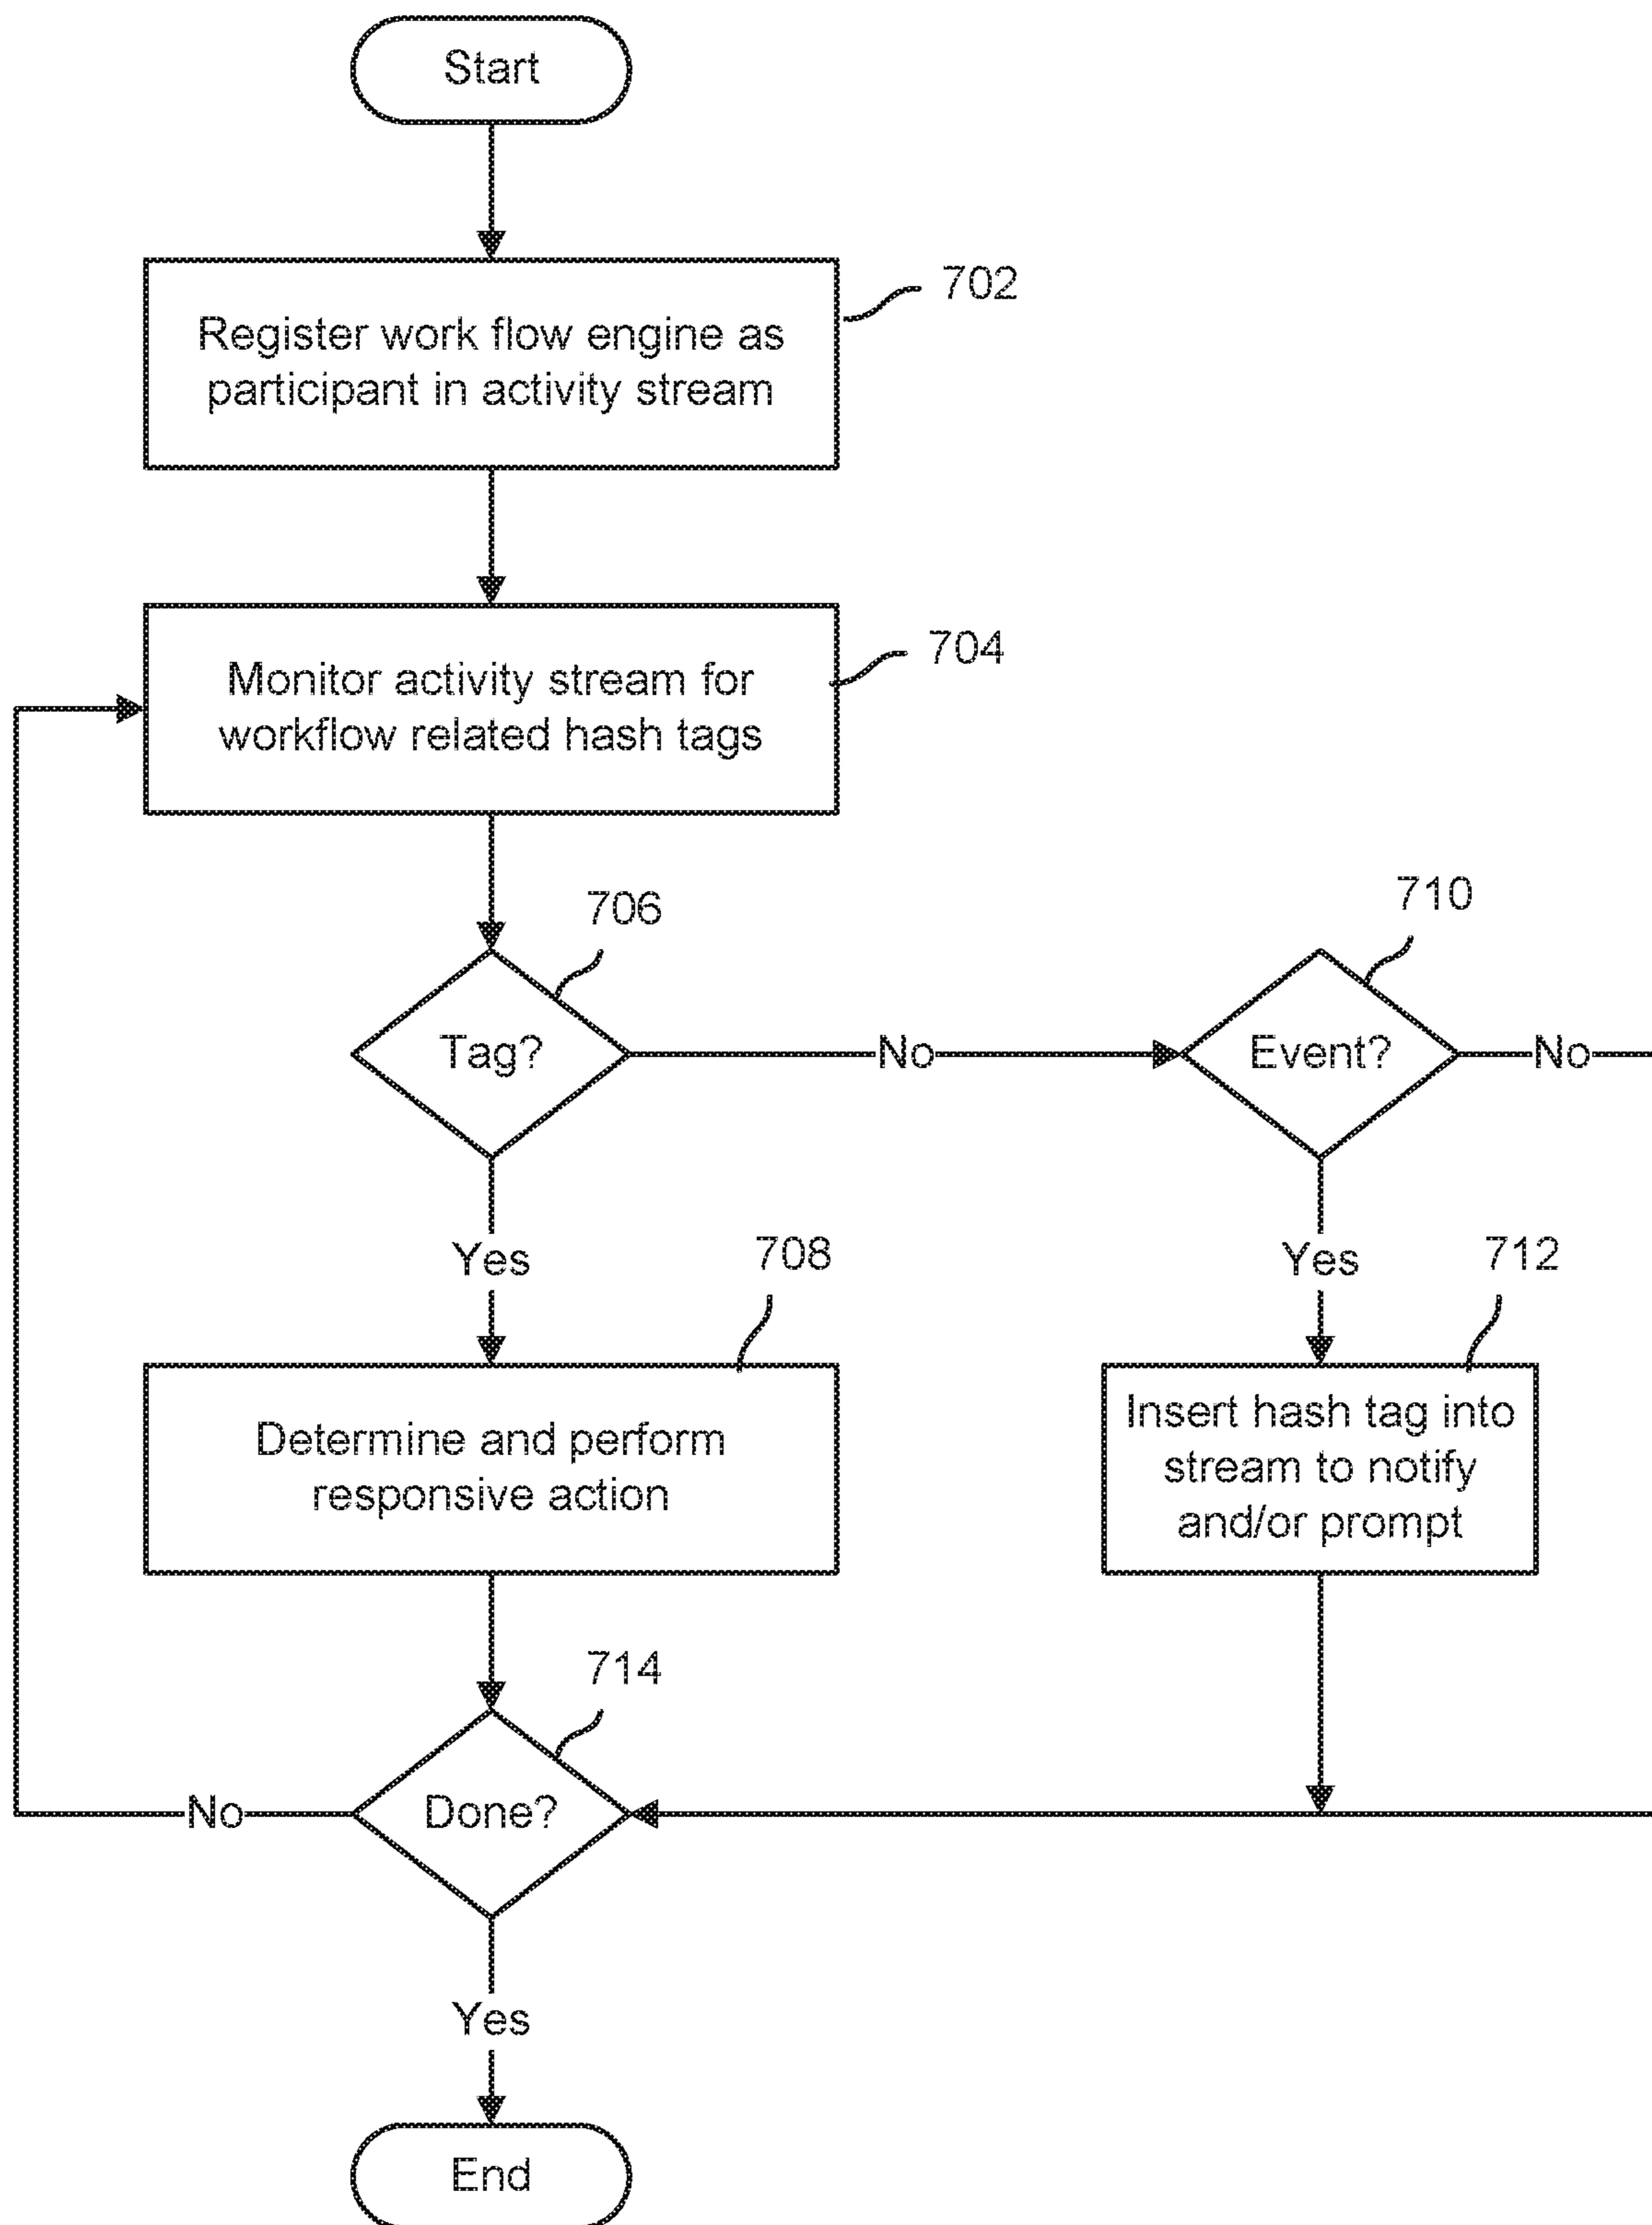 Start
702
Register work flow engine as
participant in activity stream
704
Monitor activity stream for
workflow related hash tags
706
710
Tag?
No
Event?
No
Yes
708
Yes
712
Determine and perform
responsive action
Insert hash tag into
stream to notify
and/or prompt
714
No
Done?
Yes
End